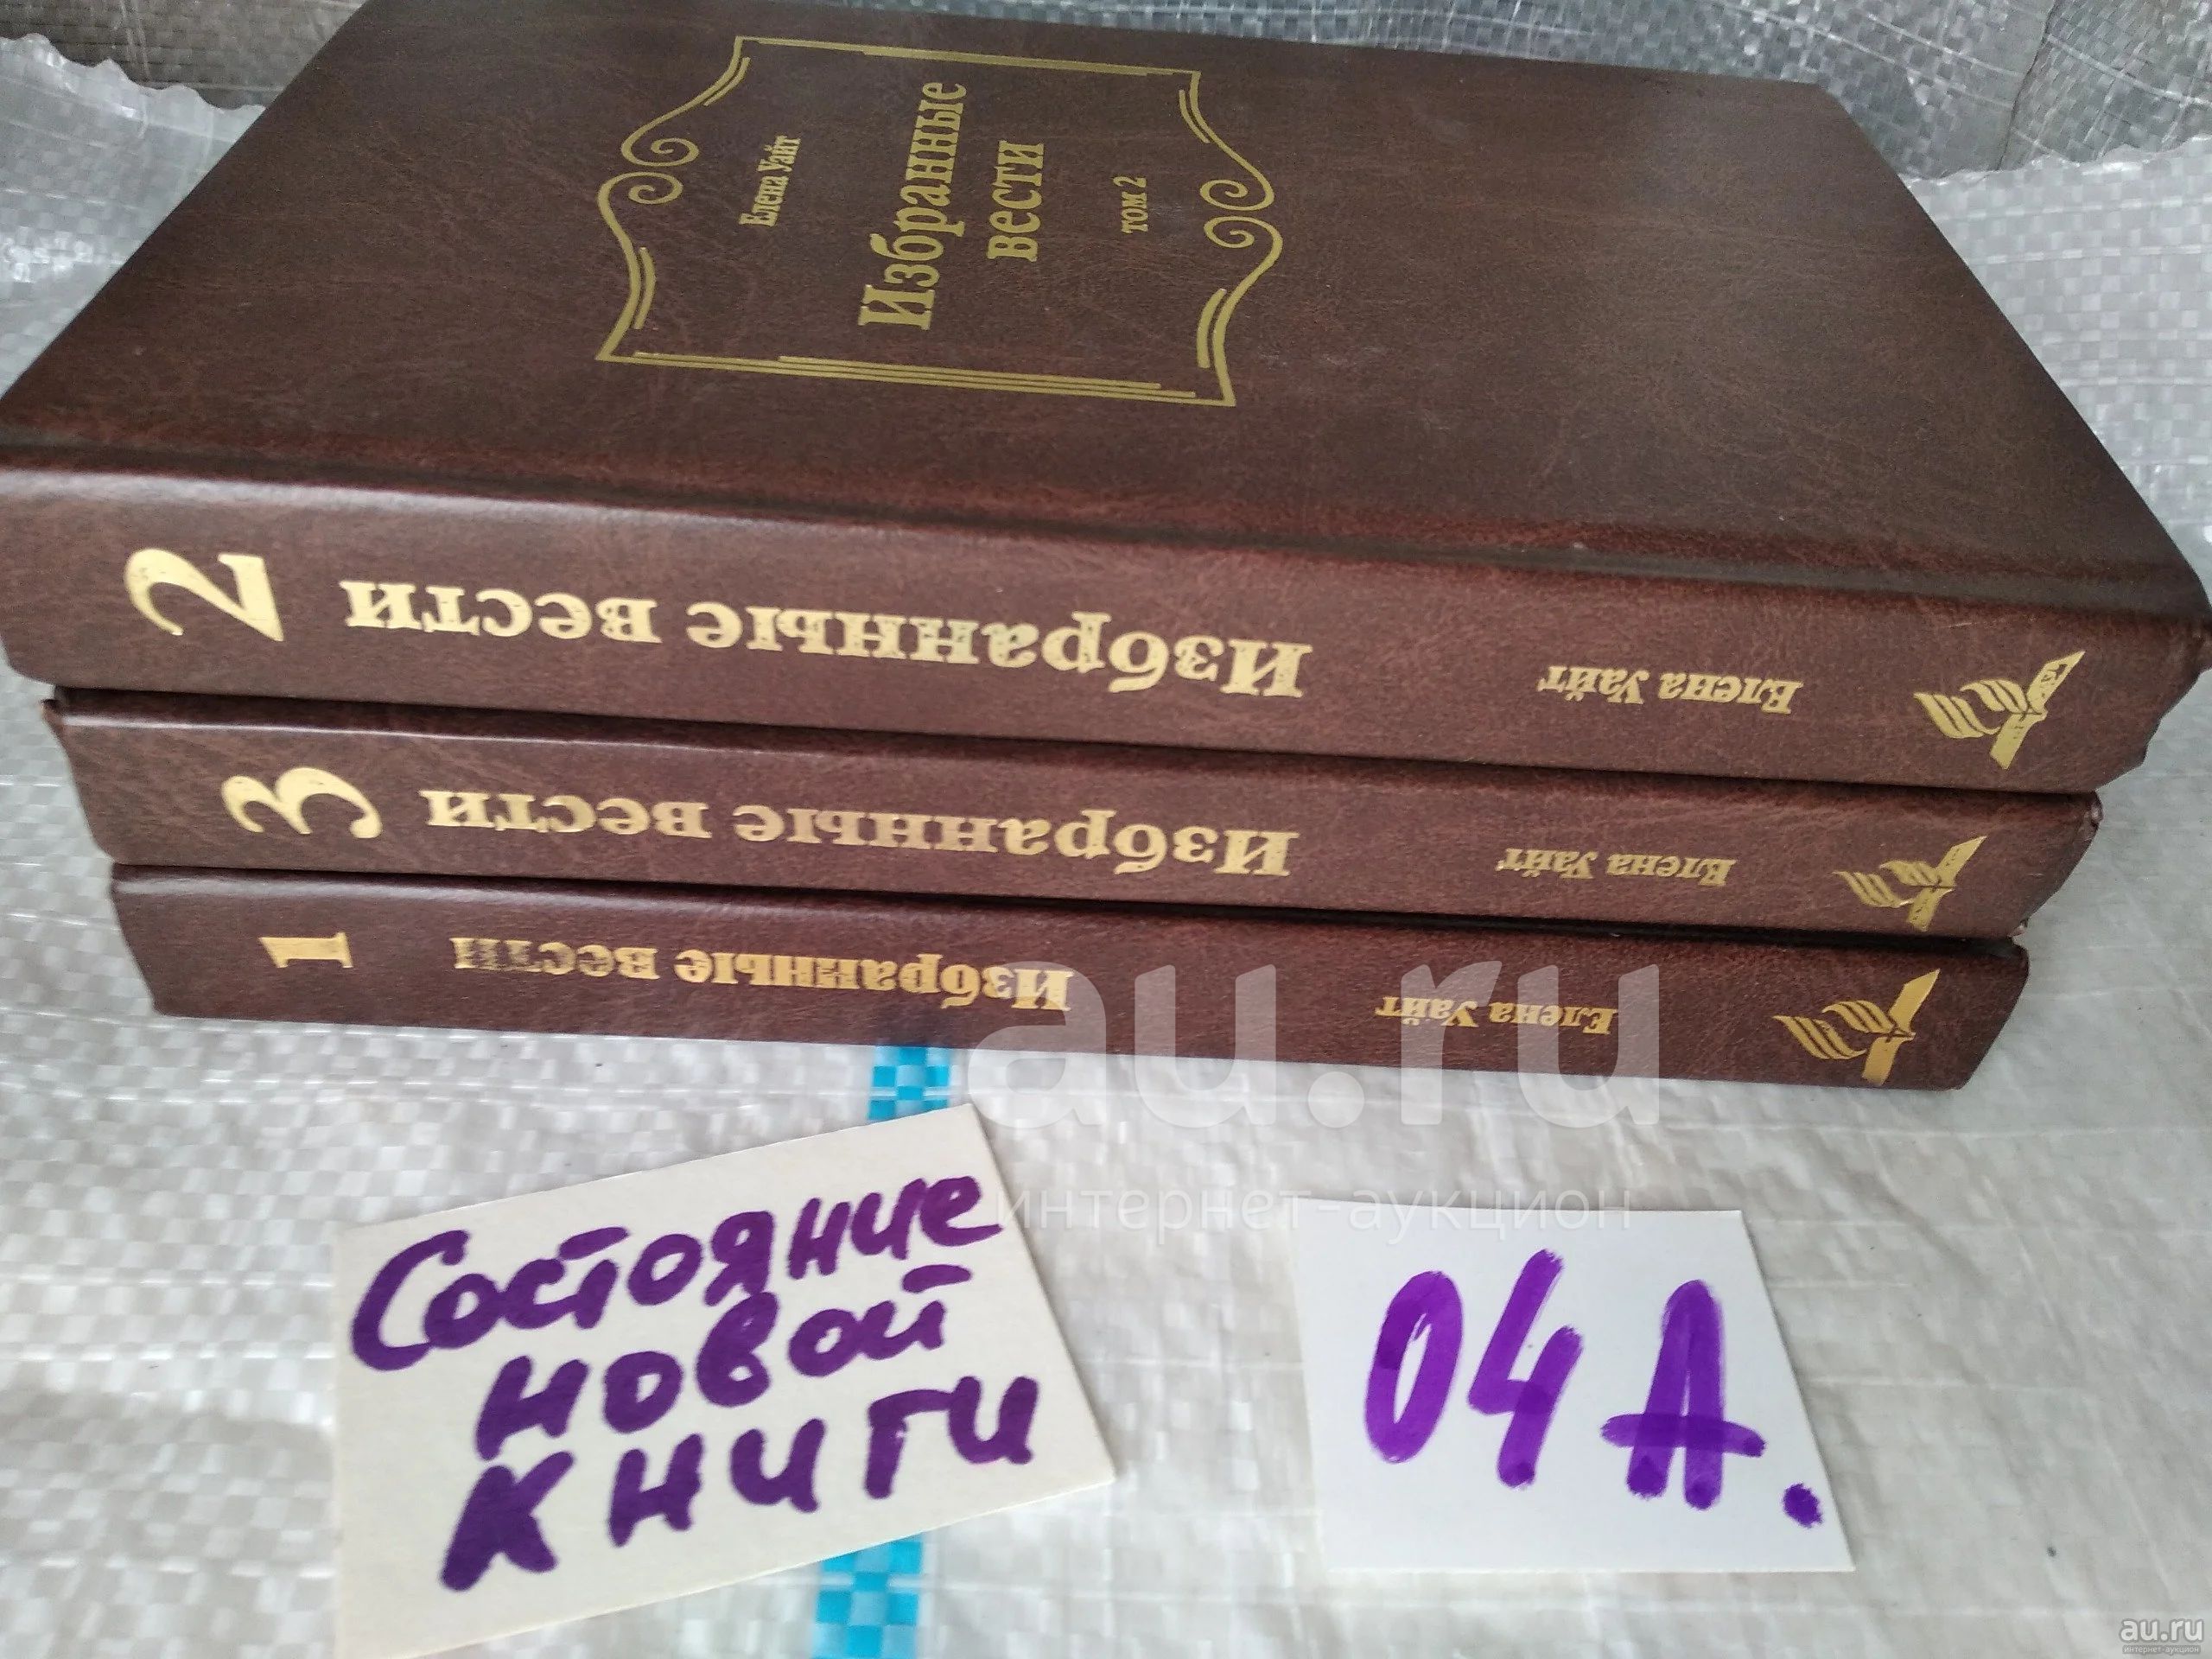 Елена Уайт
Избранные
вести
том 2
2 Избранные вести Елена Уайт
3 Избранные вести Елена Уайт
1 Избранные вести Елена Уайт
au.ru
интернет-аукцион
Состояние
новой
книги
04А.
au.ru
интернет-аукцион